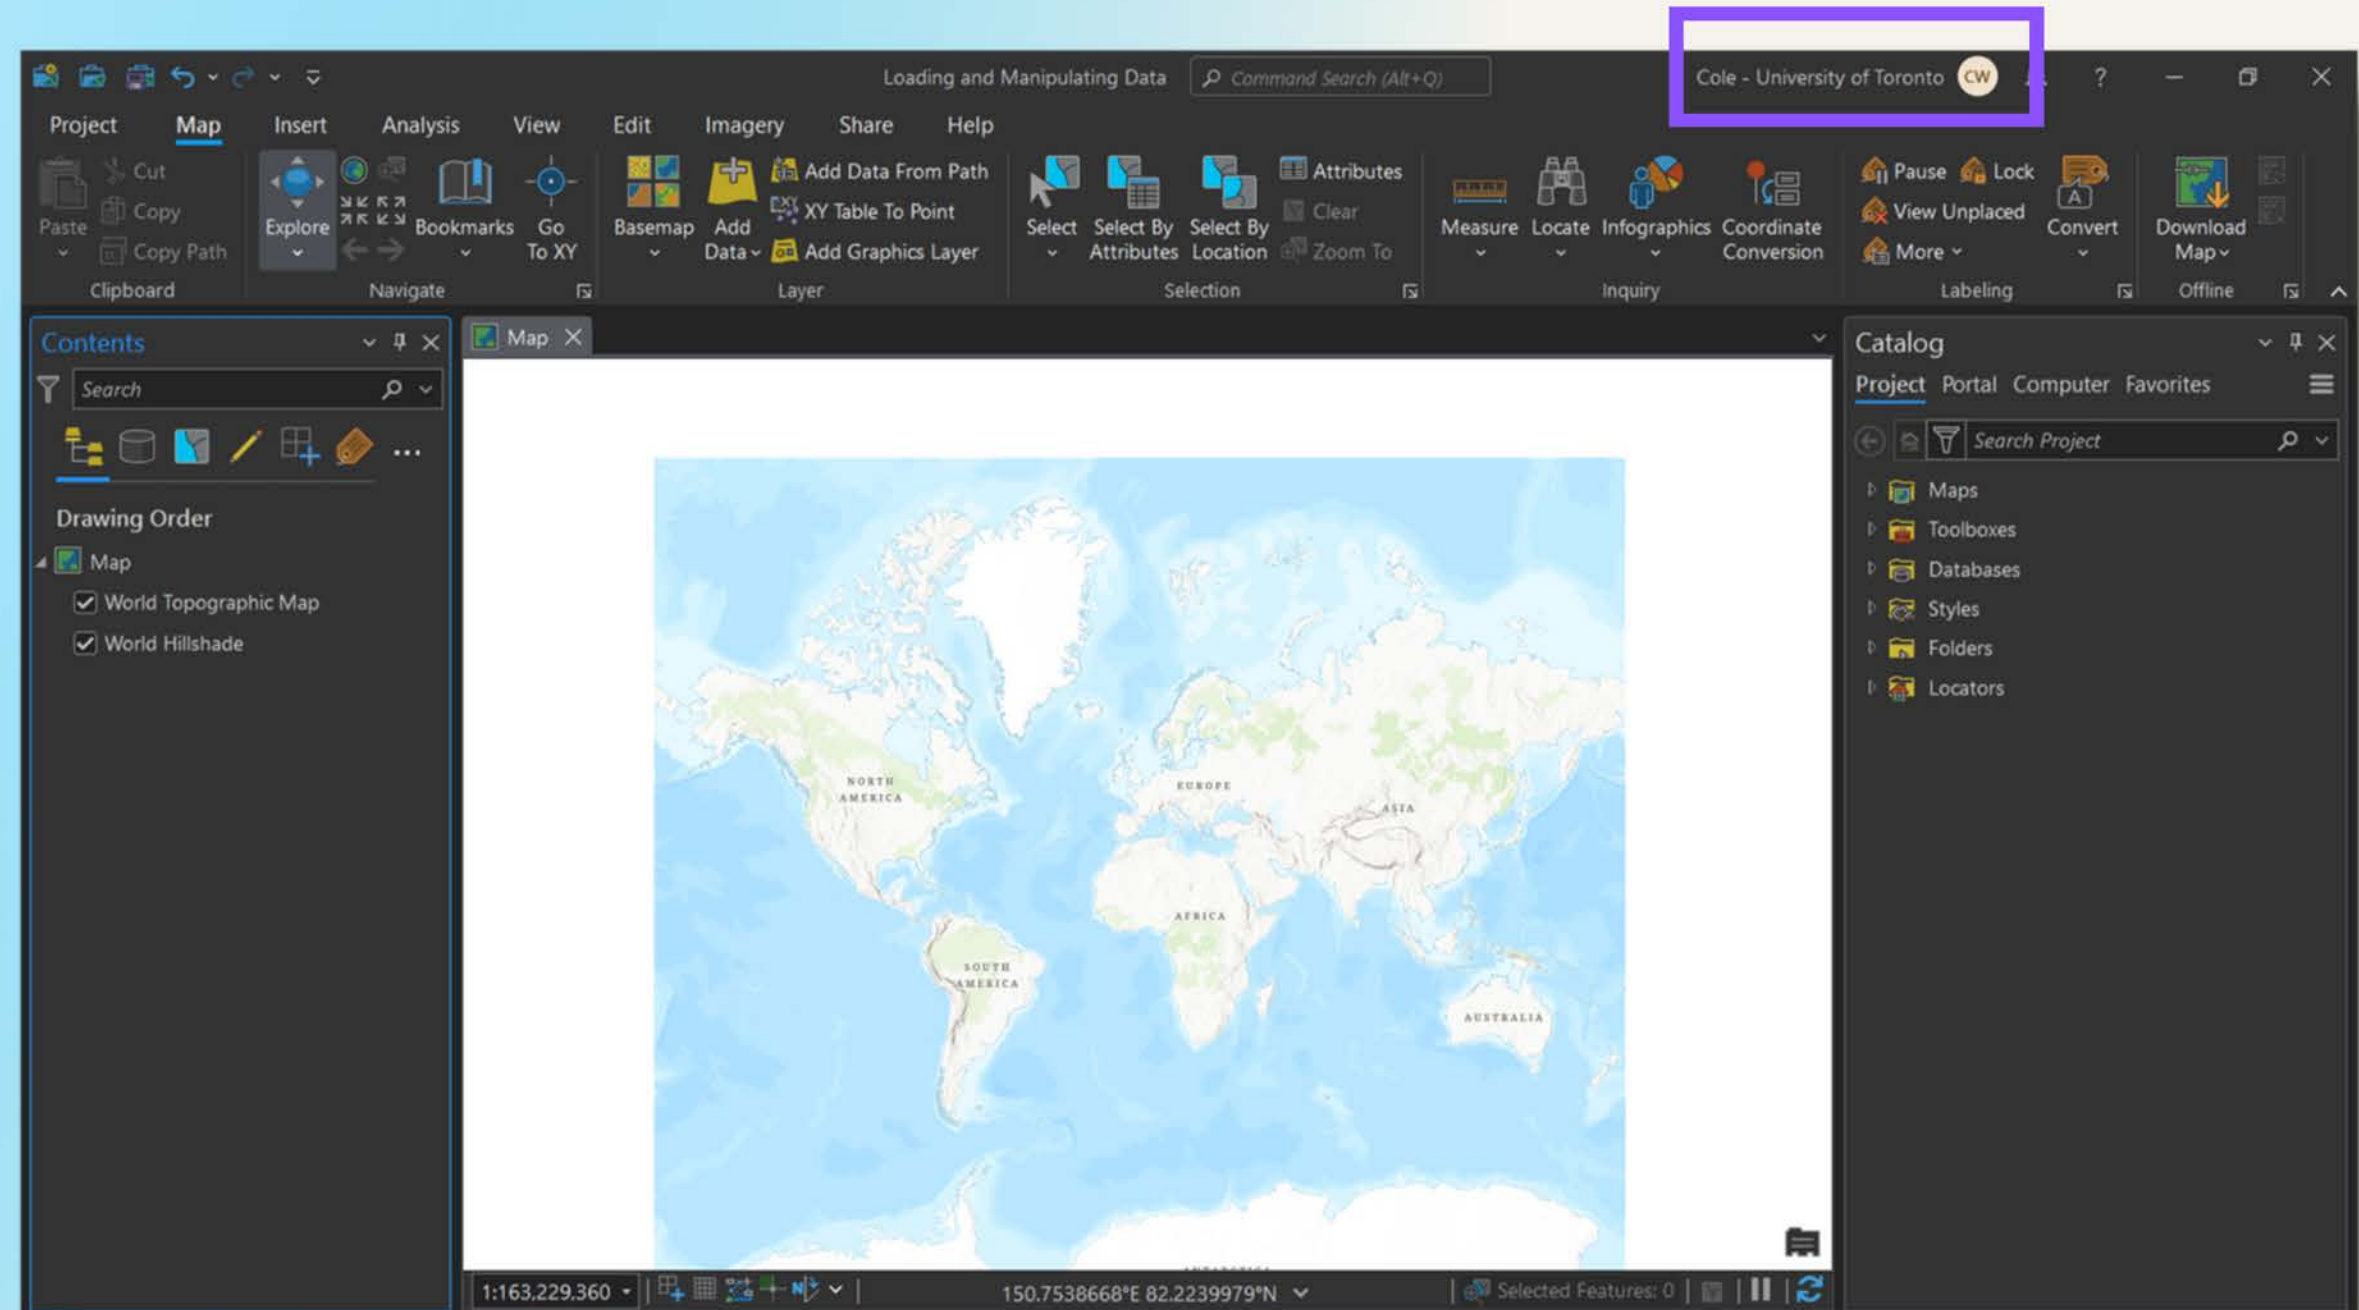 Loading and Manipulating Data
Command Search (Alt+Q)
Cole - University of Toronto CW
?
Project Map Insert Analysis View Edit Imagery Share Help
Paste
Cut
Copy
Copy Path
Clipboard
Explore
Bookmarks
Go
To XY
Navigate
Basemap
Add
Data
Add Data From Path
XY Table To Point
Add Graphics Layer
Layer
Select
Select By
Attributes
Select By
Location
Attributes
Clear
Zoom To
Selection
Measure
Locate
Infographics
Coordinate
Conversion
Inquiry
Pause Lock
View Unplaced
More
Convert
Labeling
Download
Map
Offline
Contents
Search
Drawing Order
Map
World Topographic Map
World Hillshade
Map
NORTH
AMERICA
EUROPE
ASIA
AFRICA
SOUTH
AMERICA
AUSTRALIA
1:163,229,360
150.7538668°E 82.2239979°N
Selected Features: 0
Catalog
Project Portal Computer Favorites
Search Project
Maps
Toolboxes
Databases
Styles
Folders
Locators